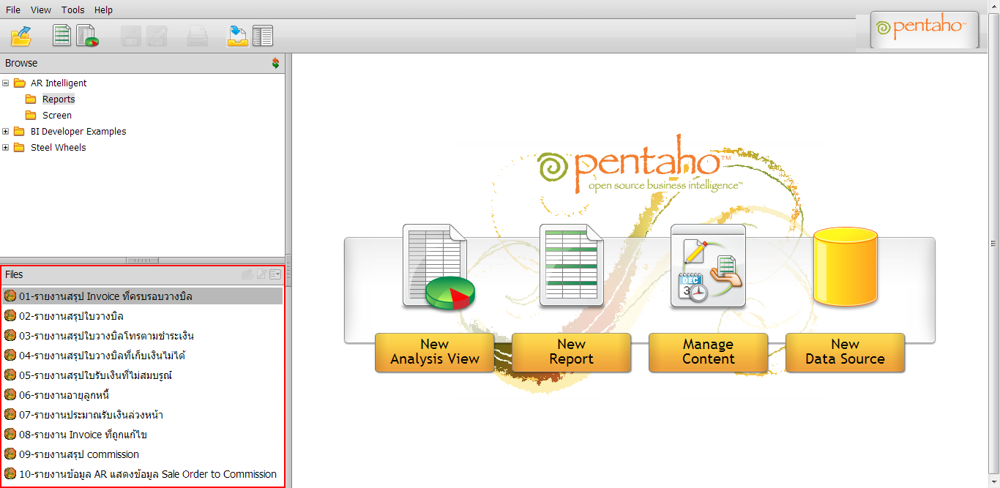 File View Tools Help
pentaho™
Browse
AR Intelligent
Reports
Screen
BI Developer Examples
Steel Wheels
pentaho™
open source business intelligence™
DEC
3
New
Analysis View
New
Report
Manage
Content
New
Data Source
Files
01-รายงานสรุป Invoice ที่ครบรอบวางบิล
02-รายงานสรุปใบวางบิล
03-รายงานสรุปใบวางบิลโทรตามชำระเงิน
04-รายงานสรุปใบวางบิลที่เก็บเงินไม่ได้
05-รายงานสรุปใบรับเงินที่ไม่สมบรูณ์
06-รายงานอายุลูกหนี้
07-รายงานประมาณรับเงินล่วงหน้า
08-รายงาน Invoice ที่ถูกแก้ไข
09-รายงานสรุป commission
10-รายงานข้อมูล AR แสดงข้อมูล Sale Order to Commission